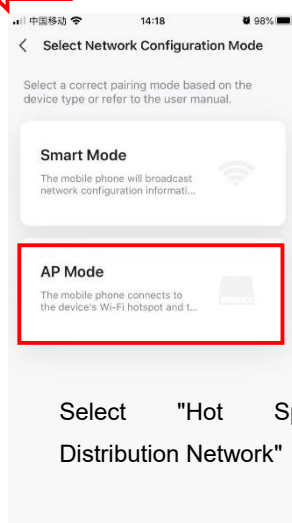 中国移动 14:18 98%
Select Network Configuration Mode
Select a correct pairing mode based on the
device type or refer to the user manual.
Smart Mode
The mobile phone will broadcast
network configuration informati...
AP Mode
The mobile phone connects to
the device's Wi-Fi hotspot and t...
Select "Hot Sp
Distribution Network"